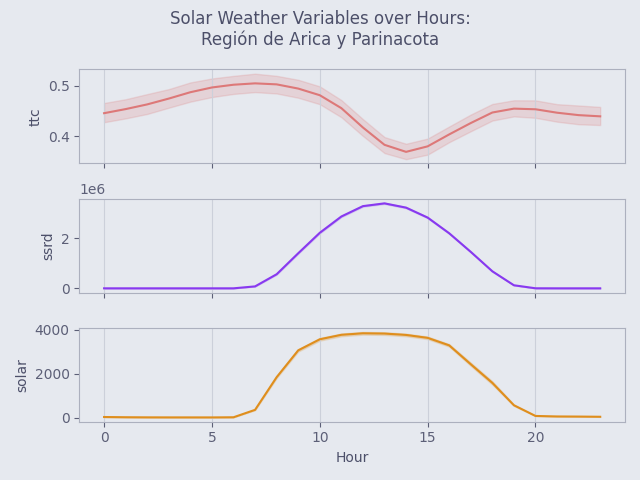 Solar Weather Variables over Hours:
Región de Arica y Parinacota
0.5
0.4
ttc
1e6
2
0
ssrd
4000
2000
0
solar
0 5 10 15 20
Hour